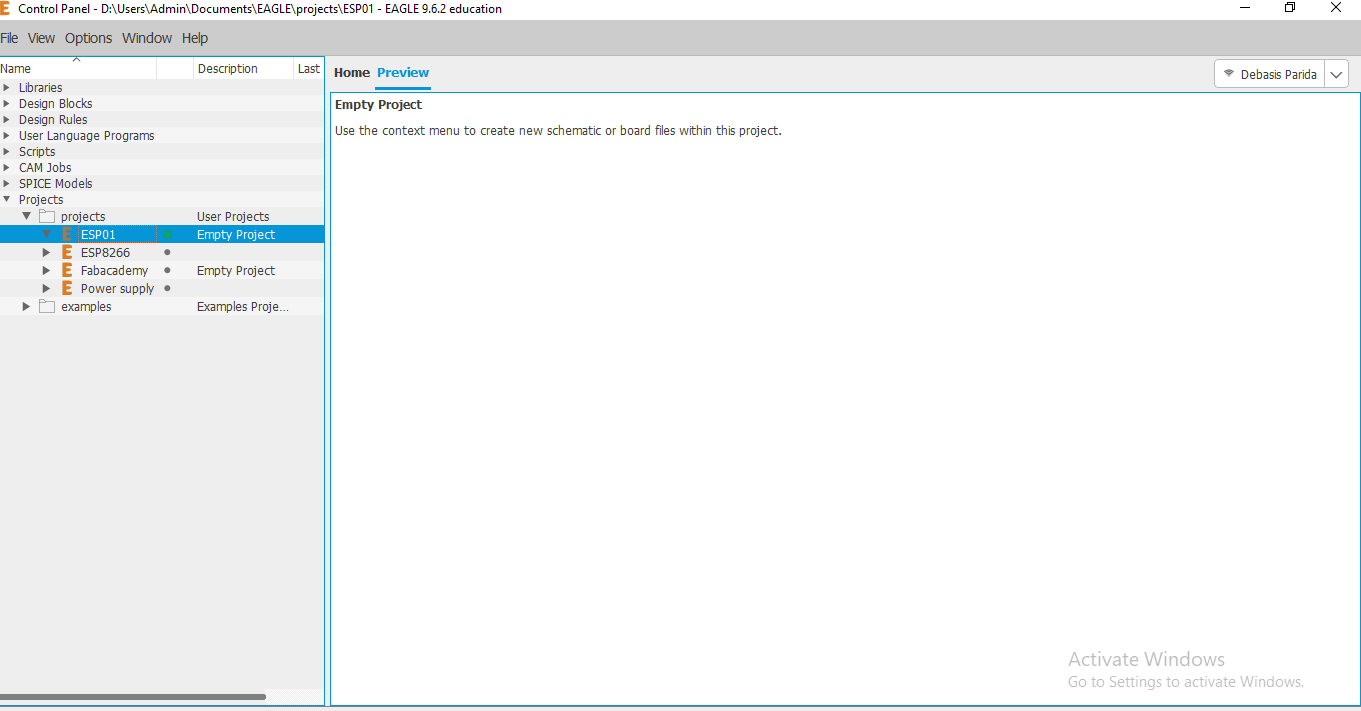 Control Panel - D:\Users\Admin\Documents\EAGLE\projects\ESP01 - EAGLE 9.6.2 education
File View Options Window Help
Name Description Last
Libraries
Design Blocks
Design Rules
User Language Programs
Scripts
CAM Jobs
SPICE Models
Projects
projects User Projects
ESP01 Empty Project
ESP8266
Fabacademy Empty Project
Power supply
examples Examples Proje...
Home Preview
Debasis Parida
Empty Project
Use the context menu to create new schematic or board files within this project.
Activate Windows
Go to Settings to activate Windows.